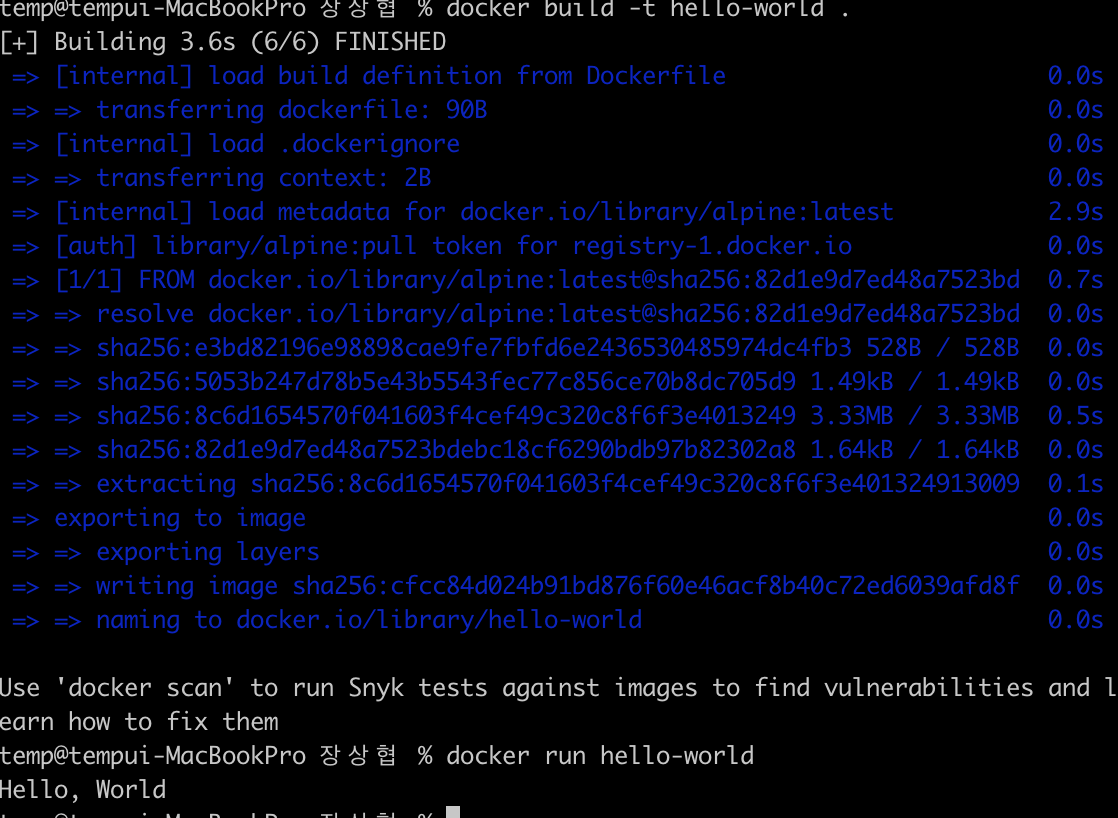 temp@tempui-MacBookPro 장상협 % docker build -t hello-world .
[+] Building 3.6s (6/6) FINISHED
=> [internal] load build definition from Dockerfile 0.0s
=> => transferring dockerfile: 90B 0.0s
=> [internal] load .dockerignore 0.0s
=> => transferring context: 2B 0.0s
=> [internal] load metadata for docker.io/library/alpine:latest 2.9s
=> [auth] library/alpine:pull token for registry-1.docker.io 0.0s
=> [1/1] FROM docker.io/library/alpine:latest@sha256:82d1e9d7ed48a7523bd 0.7s
=> => resolve docker.io/library/alpine:latest@sha256:82d1e9d7ed48a7523bd 0.0s
=> => sha256:e3bd82196e98898cae9fe7fbfd6e2436530485974dc4fb3 528B / 528B 0.0s
=> => sha256:5053b247d78b5e43b5543fec77c856ce70b8dc705d9 1.49kB / 1.49kB 0.0s
=> => sha256:8c6d1654570f041603f4cef49c320c8f6f3e4013249 3.33MB / 3.33MB 0.5s
=> => sha256:82d1e9d7ed48a7523bdebc18cf6290bdb97b82302a8 1.64kB / 1.64kB 0.0s
=> => extracting sha256:8c6d1654570f041603f4cef49c320c8f6f3e401324913009 0.1s
=> exporting to image 0.0s
=> => exporting layers 0.0s
=> => writing image sha256:cfcc84d024b91bd876f60e46acf8b40c72ed6039afd8f 0.0s
=> => naming to docker.io/library/hello-world 0.0s
Use 'docker scan' to run Snyk tests against images to find vulnerabilities and l
earn how to fix them
temp@tempui-MacBookPro 장상협 % docker run hello-world
Hello, World
temp@tempui-MacBookPro 장상협 %